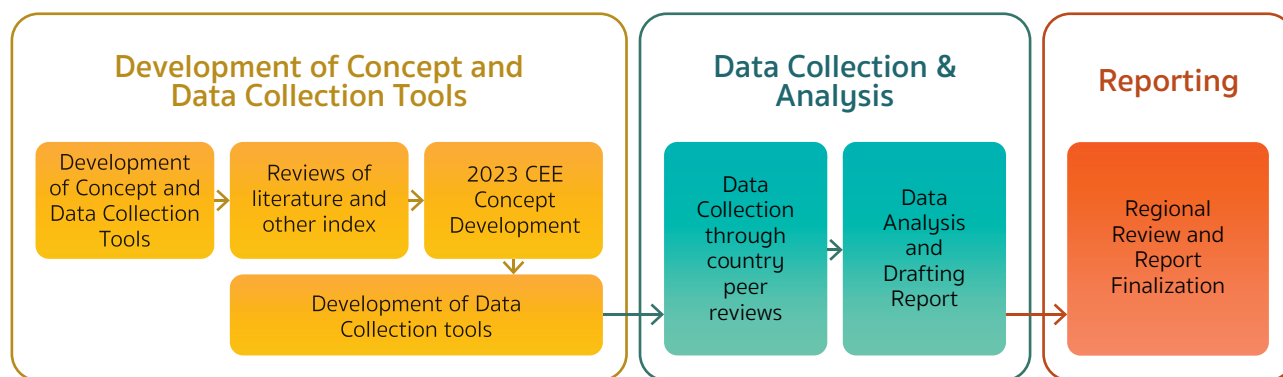 Development of Concept and
Data Collection Tools
Development
of Concept and
Data Collection
Tools
Reviews of
literature and
other index
2023 CEE
Concept
Development
Development of Data
Collection tools
Data Collection &
Analysis
Data
Collection
through
country
peer
reviews
Data
Analysis
and
Drafting
Report
Reporting
Regional
Review and
Report
Finalization